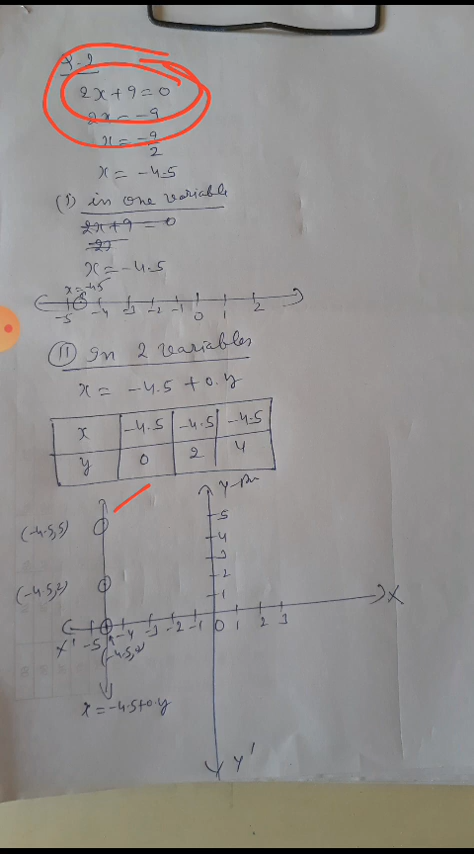 2x + 9 = 0
2x = -9
x = -9/2
x = -4.5
(I) in one variable
2x + 9 = 0
2x
x = -4.5
x = -4.5
-5 -4 -3 -2 -1 0 1 2
(II) In 2 variables
x = -4.5 + 0.y
x -4.5 -4.5 -4.5
y 0 2 4
(-4.5,5)
5
4
3
(-4.5,2)
2
1
X' -5 -4 -3 -2 -1 0 1 2 3 X
x = -4.5+0.y
Y'